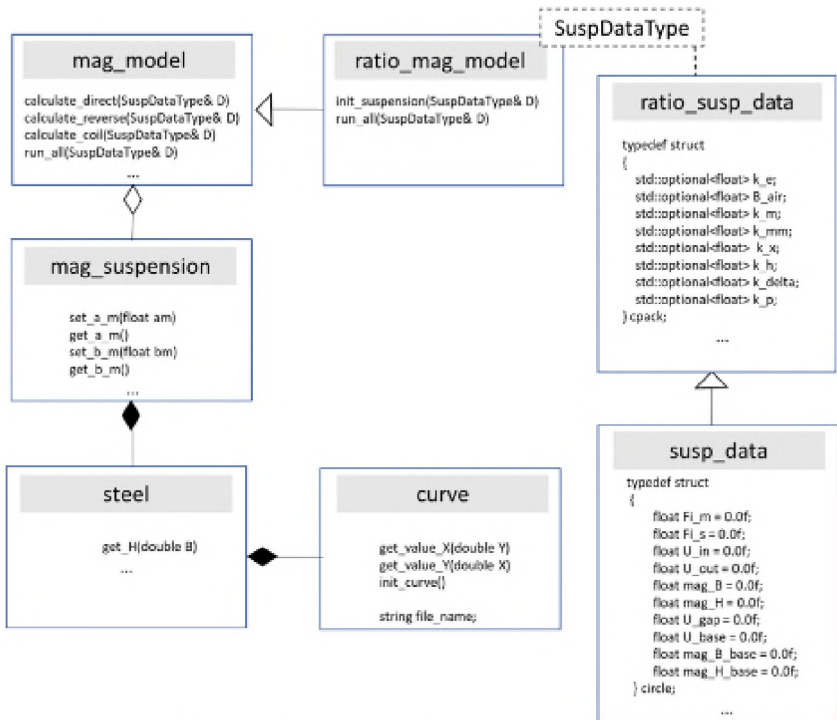 SuspDataType
mag_model
calculate_direct(SuspDataType& D)
calculate_reverse(SuspDataType& D)
calculate_coil(SuspDataType& D)
run_all(SuspDataType& D)
...
ratio_mag_model
init_suspension(SuspDataType& D)
run_all(SuspDataType& D)
ratio_susp_data
typedef struct
{
std::optional<float> k_e;
std::optional<float> B_air;
std::optional<float> k_m;
std::optional<float> k_mm;
std::optional<float> k_x;
std::optional<float> k_h;
std::optional<float> k_delta;
std::optional<float> k_p;
} cpack;
...
mag_suspension
set_a_m(float am)
get_a_m()
set_b_m(float bm)
get_b_m()
...
steel
get_H(double B)
...
curve
get_value_X(double Y)
get_value_Y(double X)
init_curve()
string file_name;
susp_data
typedef struct
{
float Fi_m = 0.0f;
float Fi_s = 0.0f;
float U_in = 0.0f;
float U_out = 0.0f;
float mag_B = 0.0f;
float mag_H = 0.0f;
float U_gap = 0.0f;
float U_base = 0.0f;
float mag_B_base = 0.0f;
float mag_H_base = 0.0f;
} circle;
...